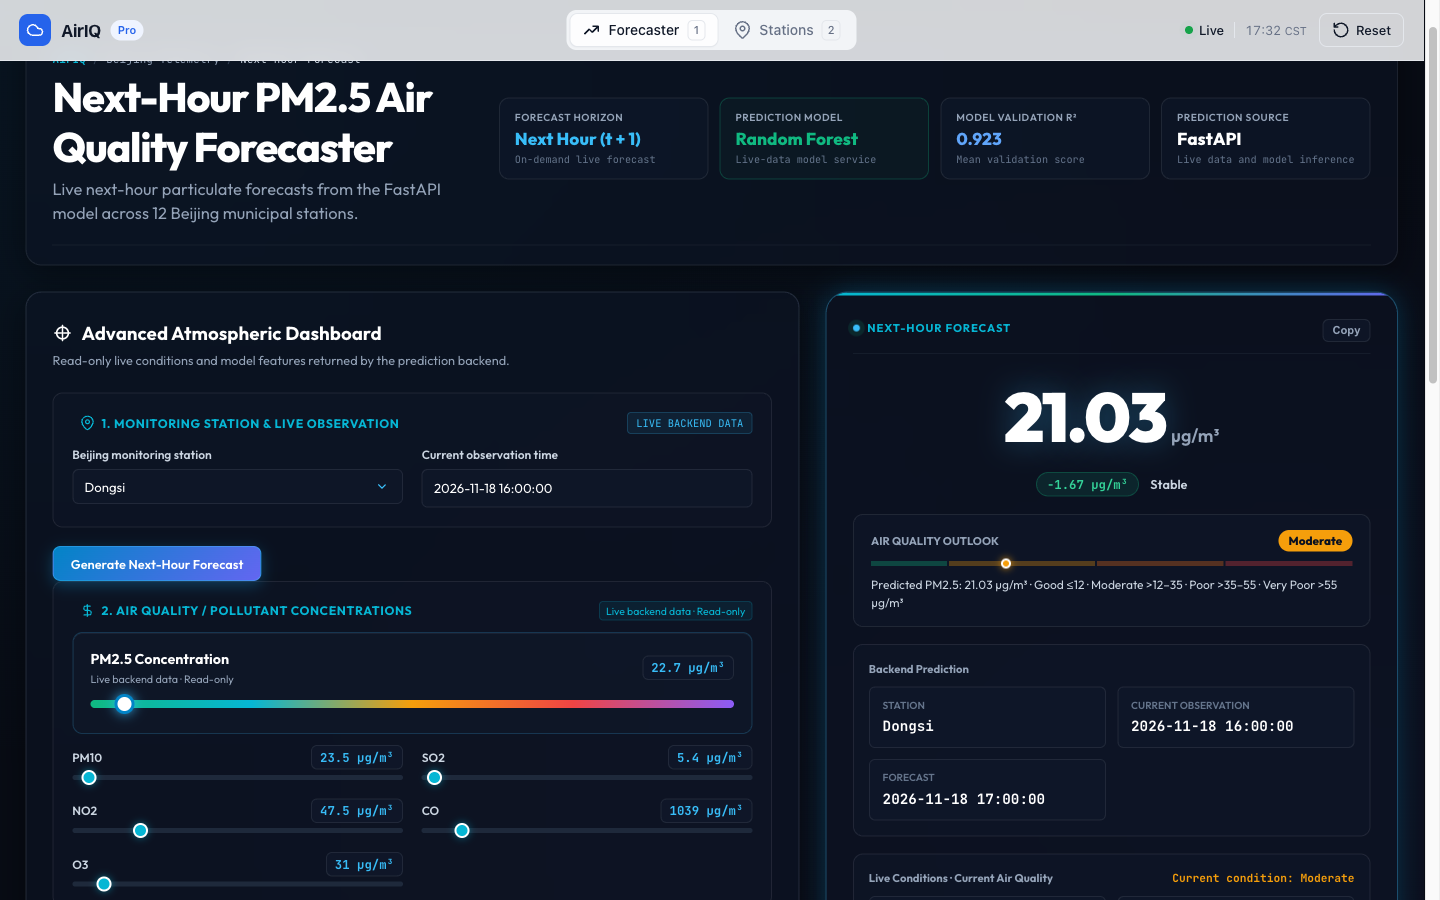 AirIQ Pro
Forecaster 1
Stations 2
Live
17:32 CST
Reset
AirIQ / Beijing Telemetry / Next-Hour Forecast
Next-Hour PM2.5 Air
Quality Forecaster
Live next-hour particulate forecasts from the FastAPI
model across 12 Beijing municipal stations.
FORECAST HORIZON
Next Hour (t + 1)
On-demand live forecast
PREDICTION MODEL
Random Forest
Live-data model service
MODEL VALIDATION R²
0.923
Mean validation score
PREDICTION SOURCE
FastAPI
Live data and model inference
Advanced Atmospheric Dashboard
Read-only live conditions and model features returned by the prediction backend.
1. MONITORING STATION & LIVE OBSERVATION
LIVE BACKEND DATA
Beijing monitoring station
Dongsi
Current observation time
2026-11-18 16:00:00
Generate Next-Hour Forecast
2. AIR QUALITY / POLLUTANT CONCENTRATIONS
Live backend data · Read-only
PM2.5 Concentration
Live backend data · Read-only
22.7 µg/m³
PM10
23.5 µg/m³
SO2
5.4 µg/m³
NO2
47.5 µg/m³
CO
1039 µg/m³
O3
31 µg/m³
NEXT-HOUR FORECAST
Copy
21.03 µg/m³
-1.67 µg/m³
Stable
AIR QUALITY OUTLOOK
Moderate
Predicted PM2.5: 21.03 µg/m³ · Good ≤12 · Moderate >12–35 · Poor >35–55 · Very Poor >55
µg/m³
Backend Prediction
STATION
Dongsi
CURRENT OBSERVATION
2026-11-18 16:00:00
FORECAST
2026-11-18 17:00:00
Live Conditions · Current Air Quality
Current condition: Moderate